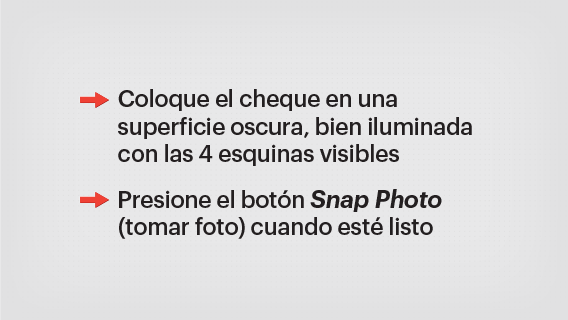 Coloque el cheque en una
superficie oscura, bien iluminada
con las 4 esquinas visibles
Presione el botón Snap Photo
(tomar foto) cuando esté listo